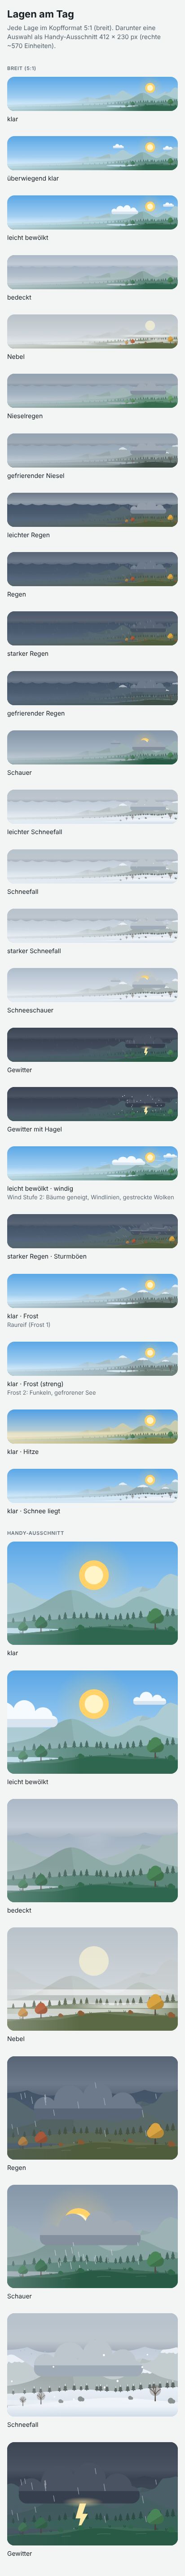 Lagen am Tag
Jede Lage im Kopfformat 5:1 (breit). Darunter eine
Auswahl als Handy-Ausschnitt 412 × 230 px (rechte
~570 Einheiten).
BREIT (5:1)
klar
überwiegend klar
leicht bewölkt
bedeckt
Nebel
Nieselregen
gefrierender Niesel
leichter Regen
Regen
starker Regen
gefrierender Regen
Schauer
leichter Schneefall
Schneefall
starker Schneefall
Schneeschauer
Gewitter
Gewitter mit Hagel
leicht bewölkt · windig
Wind Stufe 2: Bäume geneigt, Windlinien, gestreckte Wolken
starker Regen · Sturmböen
klar · Frost
Raureif (Frost 1)
klar · Frost (streng)
Frost 2: Funkeln, gefrorener See
klar · Hitze
klar · Schnee liegt
HANDY-AUSSCHNITT
klar
leicht bewölkt
bedeckt
Nebel
Regen
Schauer
Schneefall
Gewitter